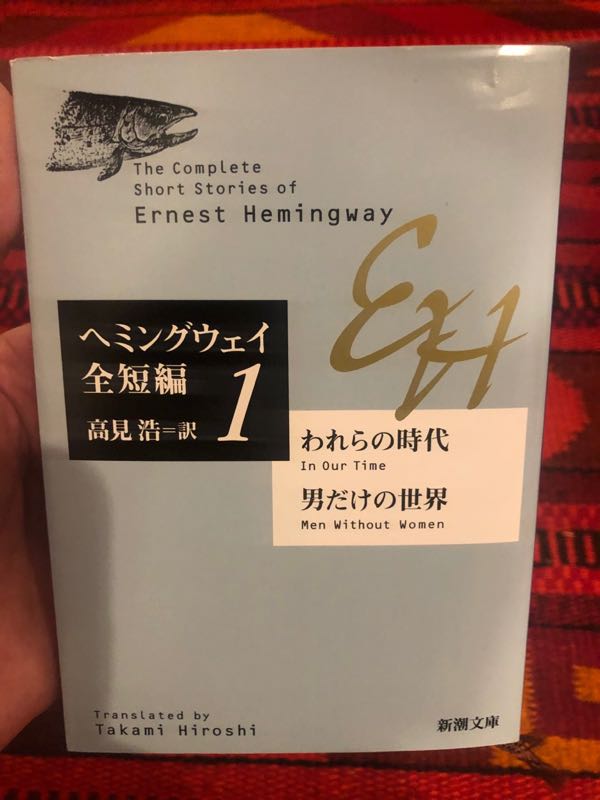 The Complete
Short Stories of
Ernest Hemingway
EH
ヘミングウェイ
全短編 1
高見 浩=訳
われらの時代
In Our Time
男だけの世界
Men Without Women
Translated by
Takami Hiroshi
新潮文庫